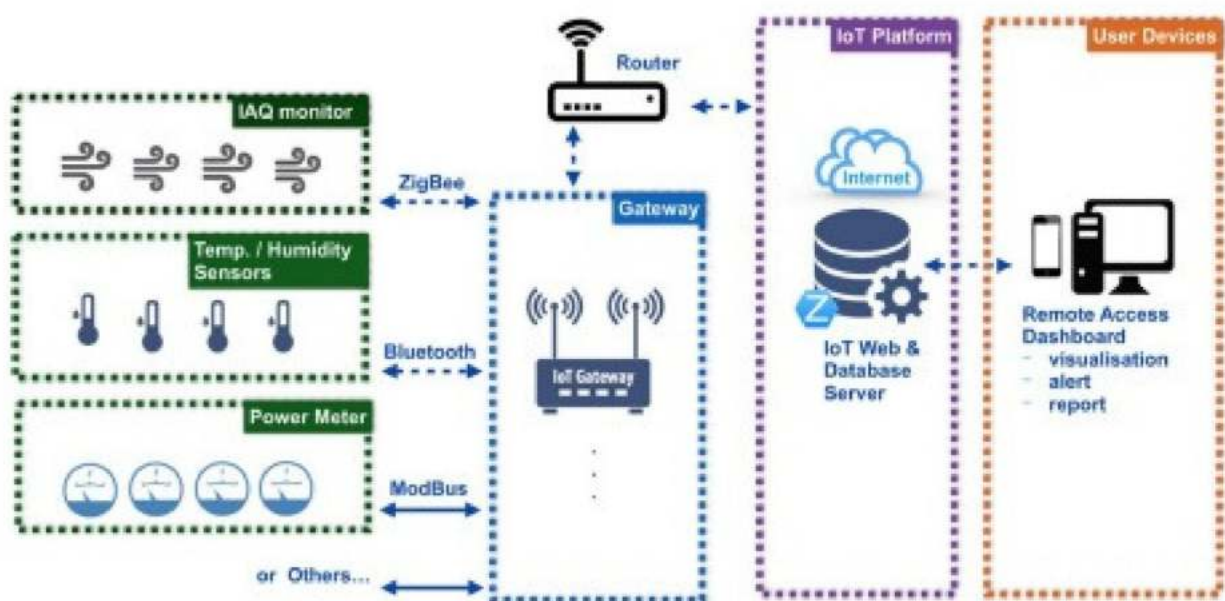 IoT Platform
User Devices
Router
IAQ monitor
ZigBee
Gateway
Internet
Temp. / Humidity
Sensors
Bluetooth
IoT Gateway
IoT Web &
Database
Server
Remote Access
Dashboard
- visualisation
- alert
- report
Power Meter
ModBus
or Others...
Z